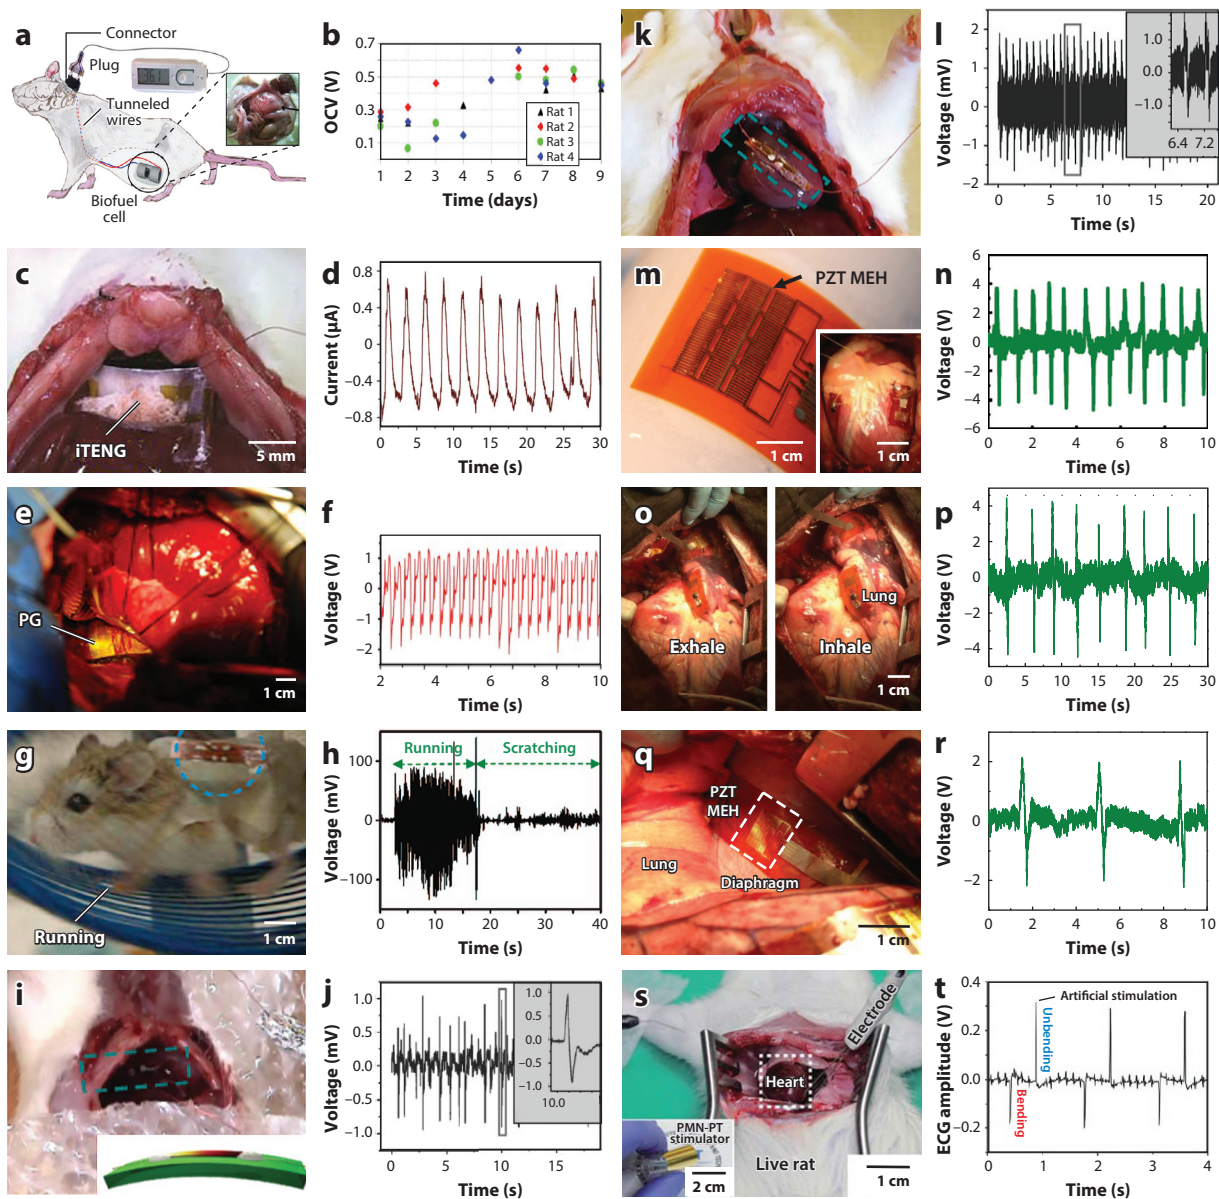 a
Connector
Plug
361
Tunneled
wires
Biofuel
cell
b
OCV (V)
0.7
0.5
0.3
0.1
Rat 1
Rat 2
Rat 3
Rat 4
1 2 3 4 5 6 7 8 9
Time (days)
k
l
Voltage (mV)
2
1
0
−1
−2
1.0
0.0
−1.0
6.4 7.2
0 5 10 15 20
Time (s)
c
iTENG
5 mm
d
Current (µA)
0.8
0.4
0
−0.4
−0.8
0 5 10 15 20 25 30
Time (s)
m
PZT MEH
1 cm
1 cm
n
Voltage (V)
6
4
2
0
−2
−4
−6
0 2 4 6 8 10
Time (s)
e
PG
1 cm
f
Voltage (V)
1
0
−1
−2
2 4 6 8 10
Time (s)
o
Exhale
Inhale
Lung
1 cm
p
Voltage (V)
4
2
0
−2
−4
0 5 10 15 20 25 30
Time (s)
g
Running
1 cm
h
Running
Scratching
Voltage (mV)
100
0
−100
0 10 20 30 40
Time (s)
q
PZT
MEH
Lung
Diaphragm
1 cm
r
Voltage (V)
2
0
−2
0 2 4 6 8 10
Time (s)
i
j
Voltage (mV)
1.0
0.5
0.0
−0.5
−1.0
1.0
0.5
0.0
−0.5
−1.0
10.0
0 5 10 15
Time (s)
s
Electrode
Heart
PMN-PT
stimulator
2 cm
Live rat
1 cm
t
ECG amplitude (V)
0.4
0.2
0.0
−0.2
Artificial stimulation
Unbending
Bending
0 1 2 3 4
Time (s)